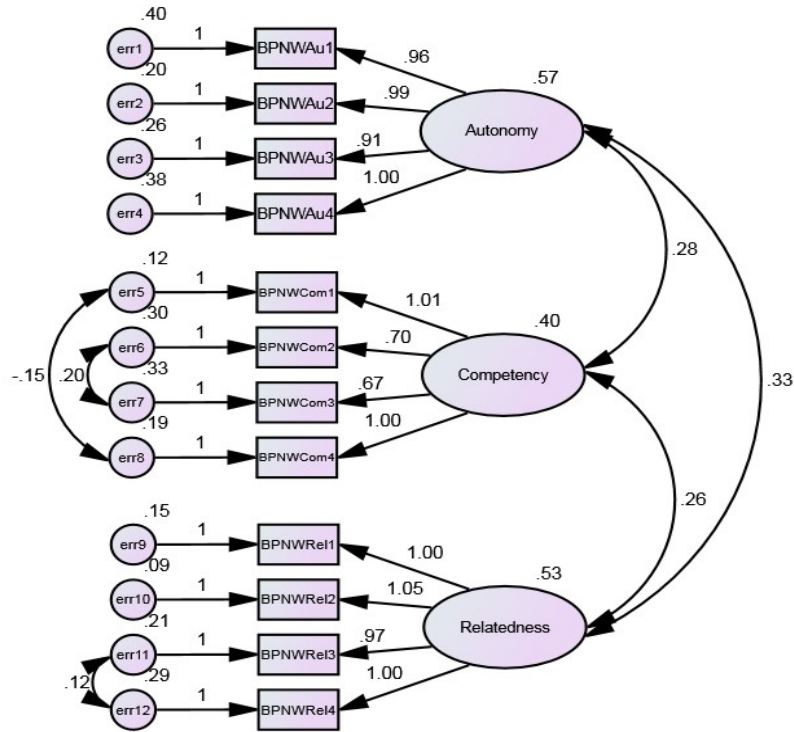 .40
err1 1 BPNWAu1 .96
.20 .57
err2 1 BPNWAu2 .99 Autonomy
.26
err3 1 BPNWAu3 .91
.38
err4 1 BPNWAu4 1.00
.28
.12
err5 1 BPNWCom1 1.01
.30 .40
err6 1 BPNWCom2 .70
-.15 .20 .33 Competency .33
err7 1 BPNWCom3 .67
.19
err8 1 BPNWCom4 1.00
.26
.15
err9 1 BPNWRel1 1.00
.09 .53
err10 1 BPNWRel2 1.05
.21 Relatedness
err11 1 BPNWRel3 .97
.12 .29
err12 1 BPNWRel4 1.00